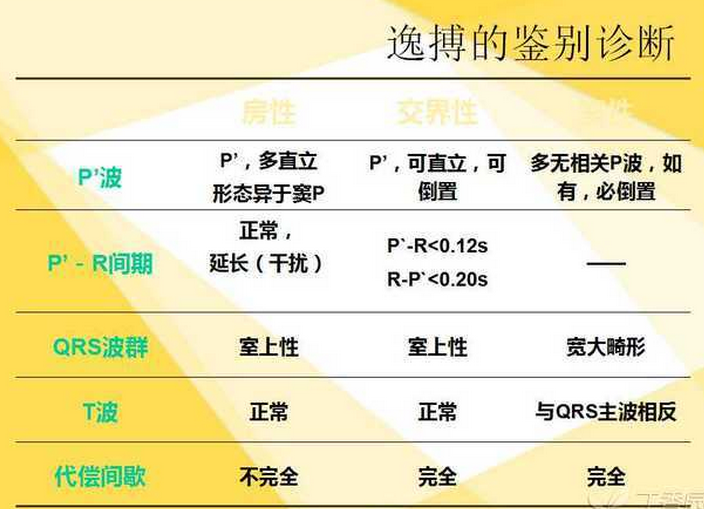 逸搏的鉴别诊断
房性 交界性 性
P’波 P’，多直立 P’，可直立，可 多无相关P波，如
形态异于窦P 倒置 有，必倒置
P’-R间期 正常， P`-R<0.12s ——
延长（干扰） R-P`<0.20s
QRS波群 室上性 室上性 宽大畸形
T波 正常 正常 与QRS主波相反
代偿间歇 不完全 完全 完全